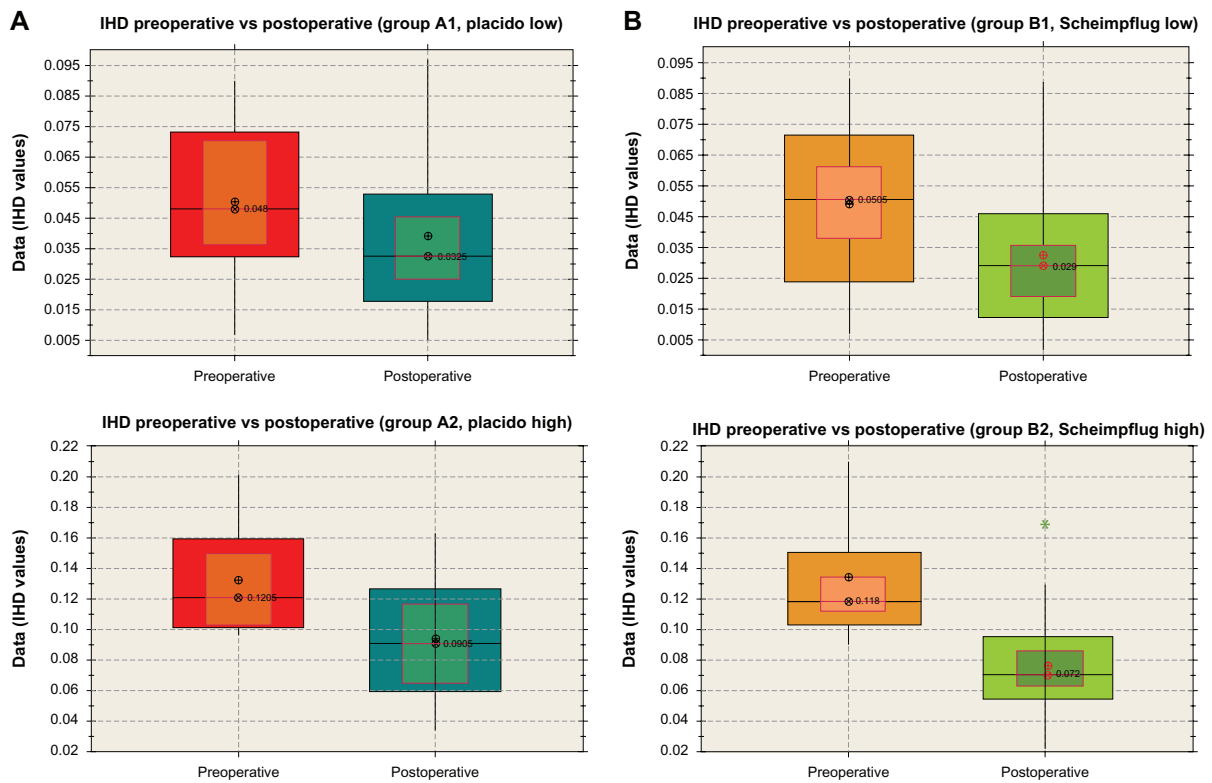 A
IHD preoperative vs postoperative (group A1, placido low)
Data (IHD values)
0.095
0.085
0.075
0.065
0.055
0.045
0.035
0.025
0.015
0.005
0.048
0.0325
Preoperative
Postoperative
B
IHD preoperative vs postoperative (group B1, Scheimpflug low)
Data (IHD values)
0.095
0.085
0.075
0.065
0.055
0.045
0.035
0.025
0.015
0.005
0.0505
0.029
Preoperative
Postoperative
IHD preoperative vs postoperative (group A2, placido high)
Data (IHD values)
0.22
0.20
0.18
0.16
0.14
0.12
0.10
0.08
0.06
0.04
0.02
0.1205
0.0905
Preoperative
Postoperative
IHD preoperative vs postoperative (group B2, Scheimpflug high)
Data (IHD values)
0.22
0.20
0.18
0.16
0.14
0.12
0.10
0.08
0.06
0.04
0.02
0.118
0.072
Preoperative
Postoperative